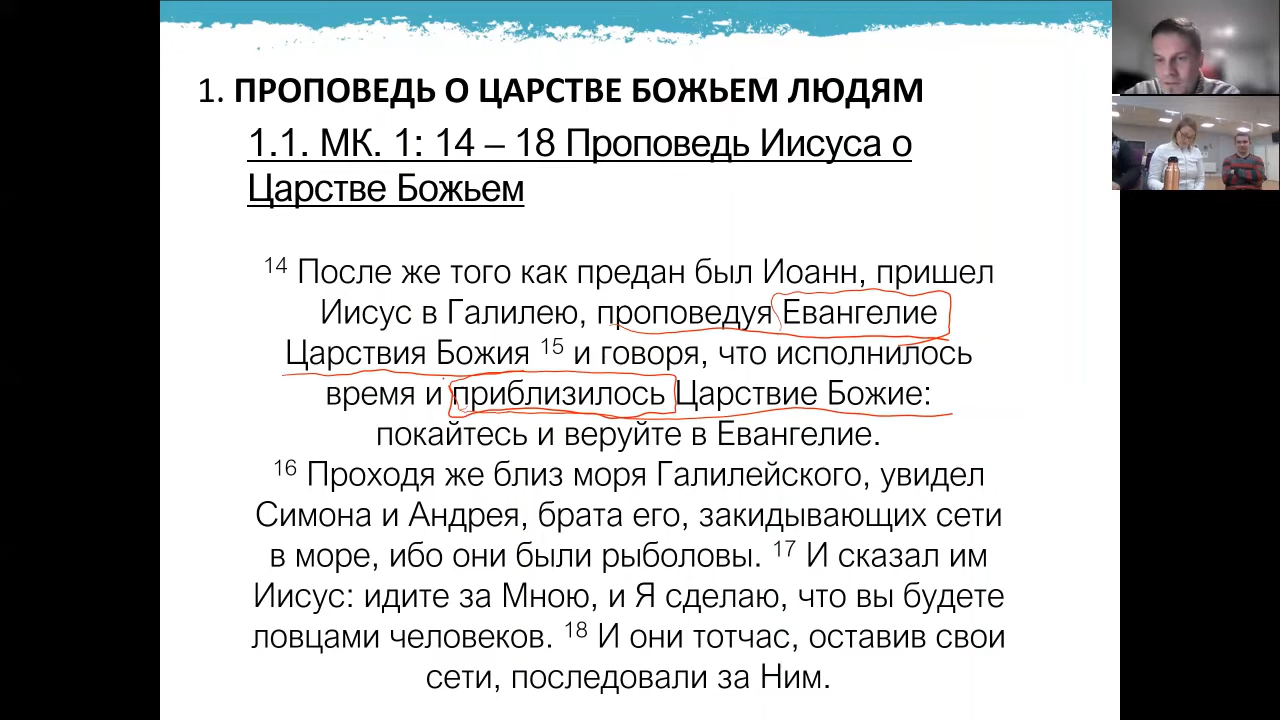 1. ПРОПОВЕДЬ О ЦАРСТВЕ БОЖЬЕМ ЛЮДЯМ
1.1. МК. 1: 14 – 18 Проповедь Иисуса о
Царстве Божьем
14 После же того как предан был Иоанн, пришел
Иисус в Галилею, проповедуя Евангелие
Царствия Божия 15 и говоря, что исполнилось
время и приблизилось Царствие Божие:
покайтесь и веруйте в Евангелие.
16 Проходя же близ моря Галилейского, увидел
Симона и Андрея, брата его, закидывающих сети
в море, ибо они были рыболовы. 17 И сказал им
Иисус: идите за Мною, и Я сделаю, что вы будете
ловцами человеков. 18 И они тотчас, оставив свои
сети, последовали за Ним.